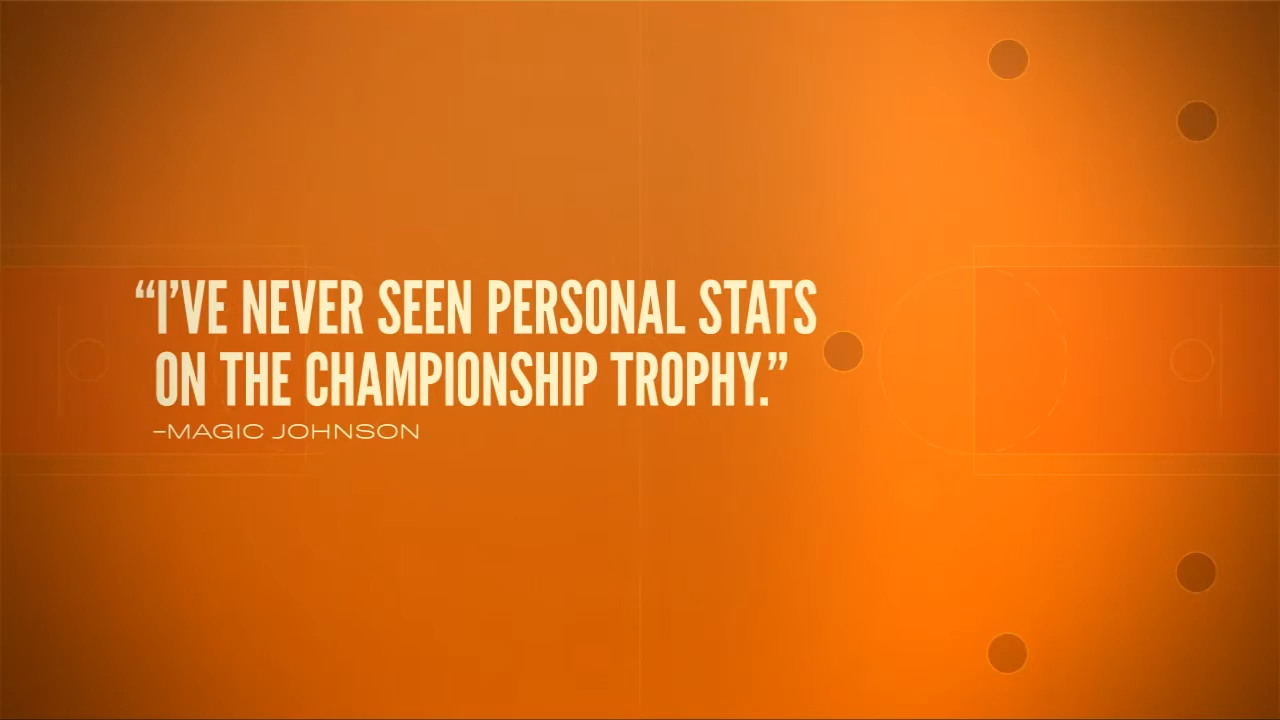 “I’VE NEVER SEEN PERSONAL STATS
ON THE CHAMPIONSHIP TROPHY.”
–MAGIC JOHNSON